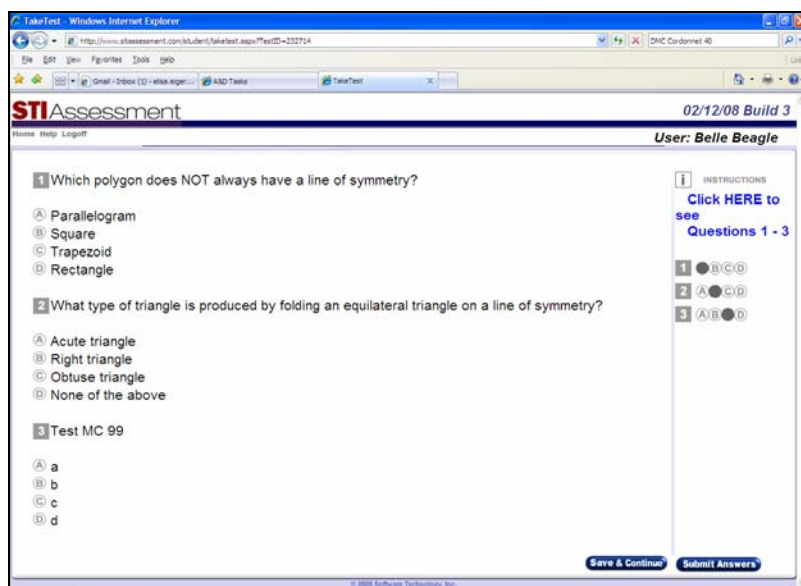 TakeTest - Windows Internet Explorer
http://www.stiassessment.com/student/taketest.aspx?TestID=232714
DMC Cordonnet 40
File Edit View Favorites Tools Help
Gmail - Inbox (1) - A&D Tasks TakeTest
STIAssessment
02/12/08 Build 3
Home Help Logoff
User: Belle Beagle
1 Which polygon does NOT always have a line of symmetry?
A Parallelogram
B Square
C Trapezoid
D Rectangle
2 What type of triangle is produced by folding an equilateral triangle on a line of symmetry?
A Acute triangle
B Right triangle
C Obtuse triangle
D None of the above
3 Test MC 99
A a
B b
C c
D d
i INSTRUCTIONS
Click HERE to
see
Questions 1 - 3
1 B C D
2 A C D
3 A B D
Save & Continue Submit Answers
© 2008 Software Technology, Inc.